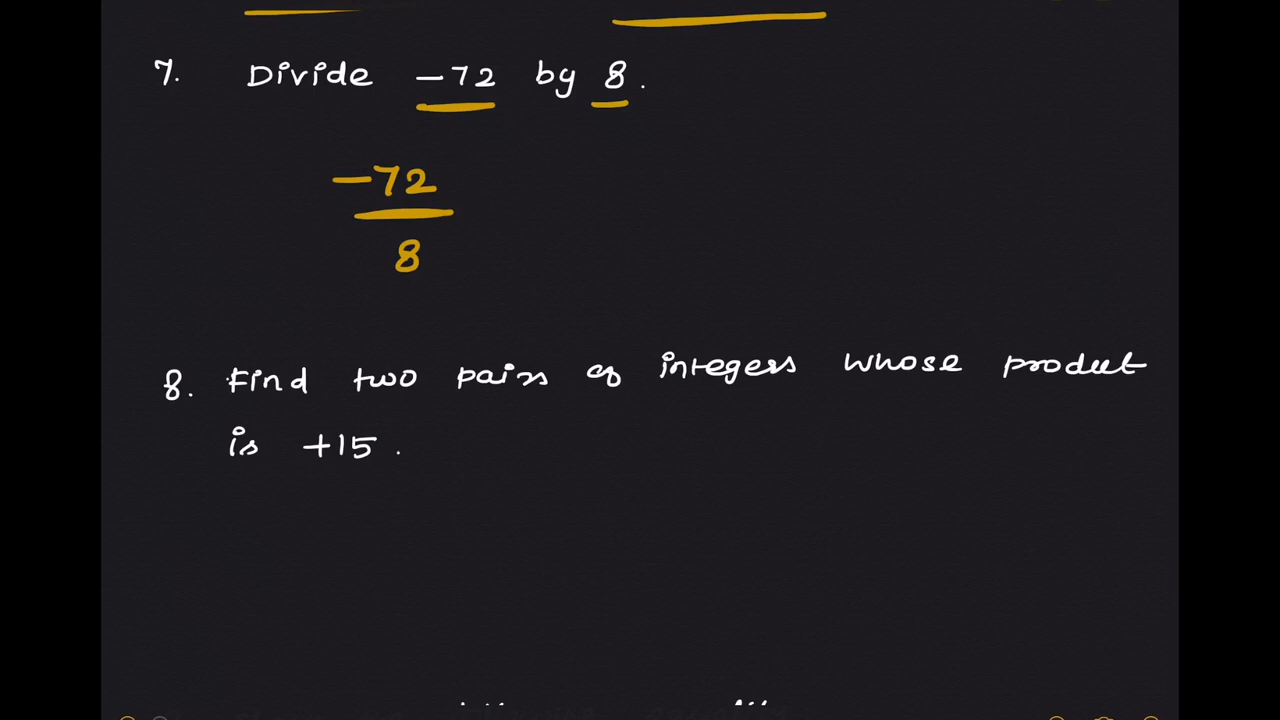 7. Divide -72 by 8.
-72
8
8. Find two pairs of integers whose product
is +15.